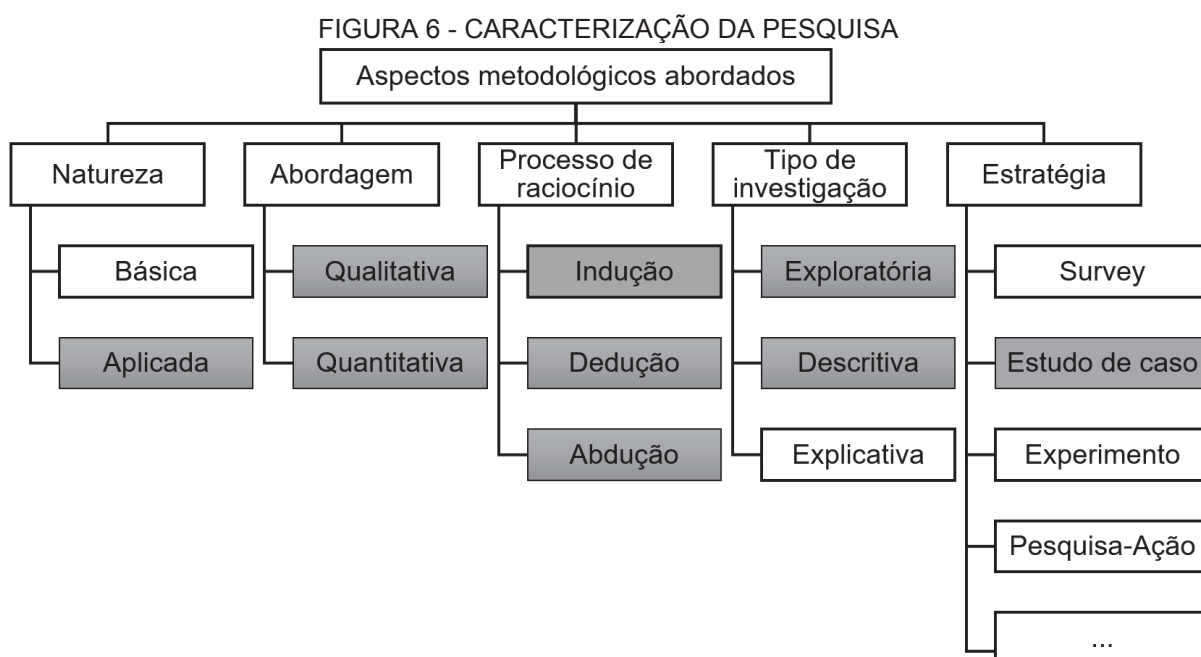 FIGURA 6 - CARACTERIZAÇÃO DA PESQUISA
Aspectos metodológicos abordados
Natureza
Abordagem
Processo de
raciocínio
Tipo de
investigação
Estratégia
Básica
Qualitativa
Indução
Exploratória
Survey
Aplicada
Quantitativa
Dedução
Descritiva
Estudo de caso
Abdução
Explicativa
Experimento
Pesquisa-Ação
...